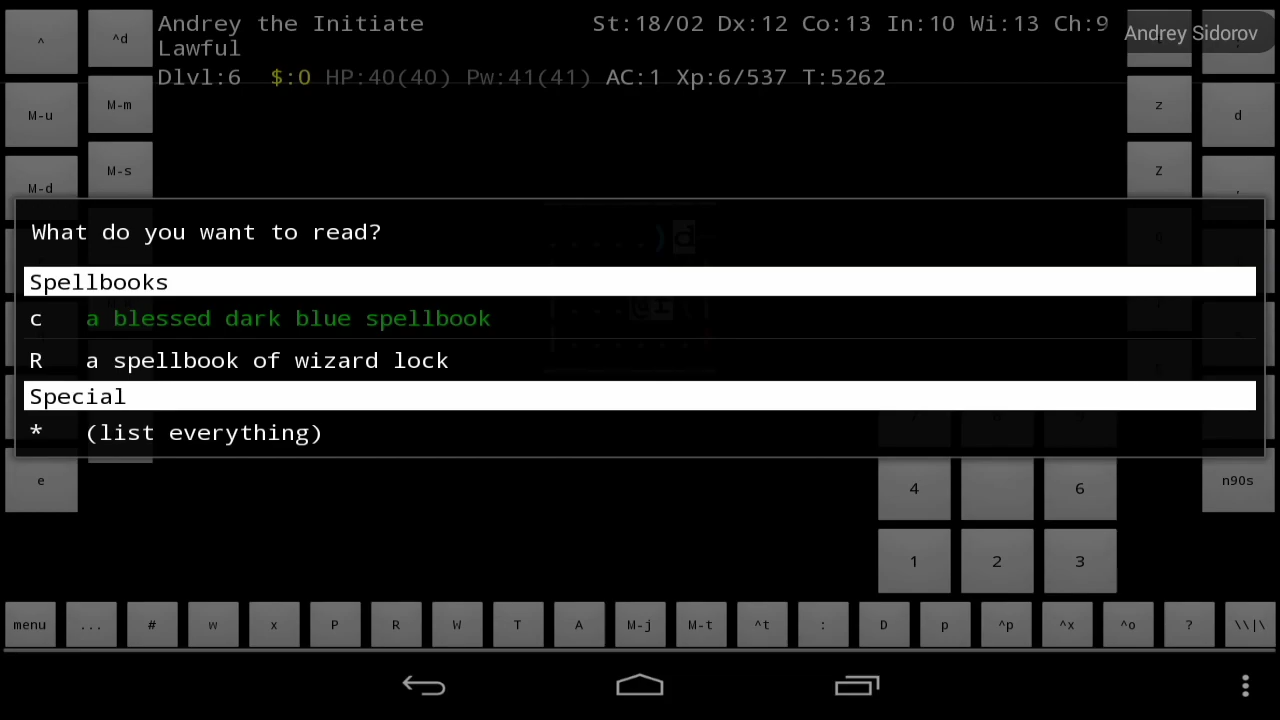 Andrey the Initiate St:18/02 Dx:12 Co:13 In:10 Wi:13 Ch:9
Lawful
Dlvl:6 $:0 HP:40(40) Pw:41(41) AC:1 Xp:6/537 T:5262
Andrey Sidorov
^ ^d
M-u M-m z d
M-d M-s Z ,
What do you want to read?
Spellbooks
c a blessed dark blue spellbook
R a spellbook of wizard lock
Special
* (list everything)
e 4 6 n90s
1 2 3
menu ... # w x P R W T A M-j M-t ^t : D p ^p ^x ^o ? \\|\